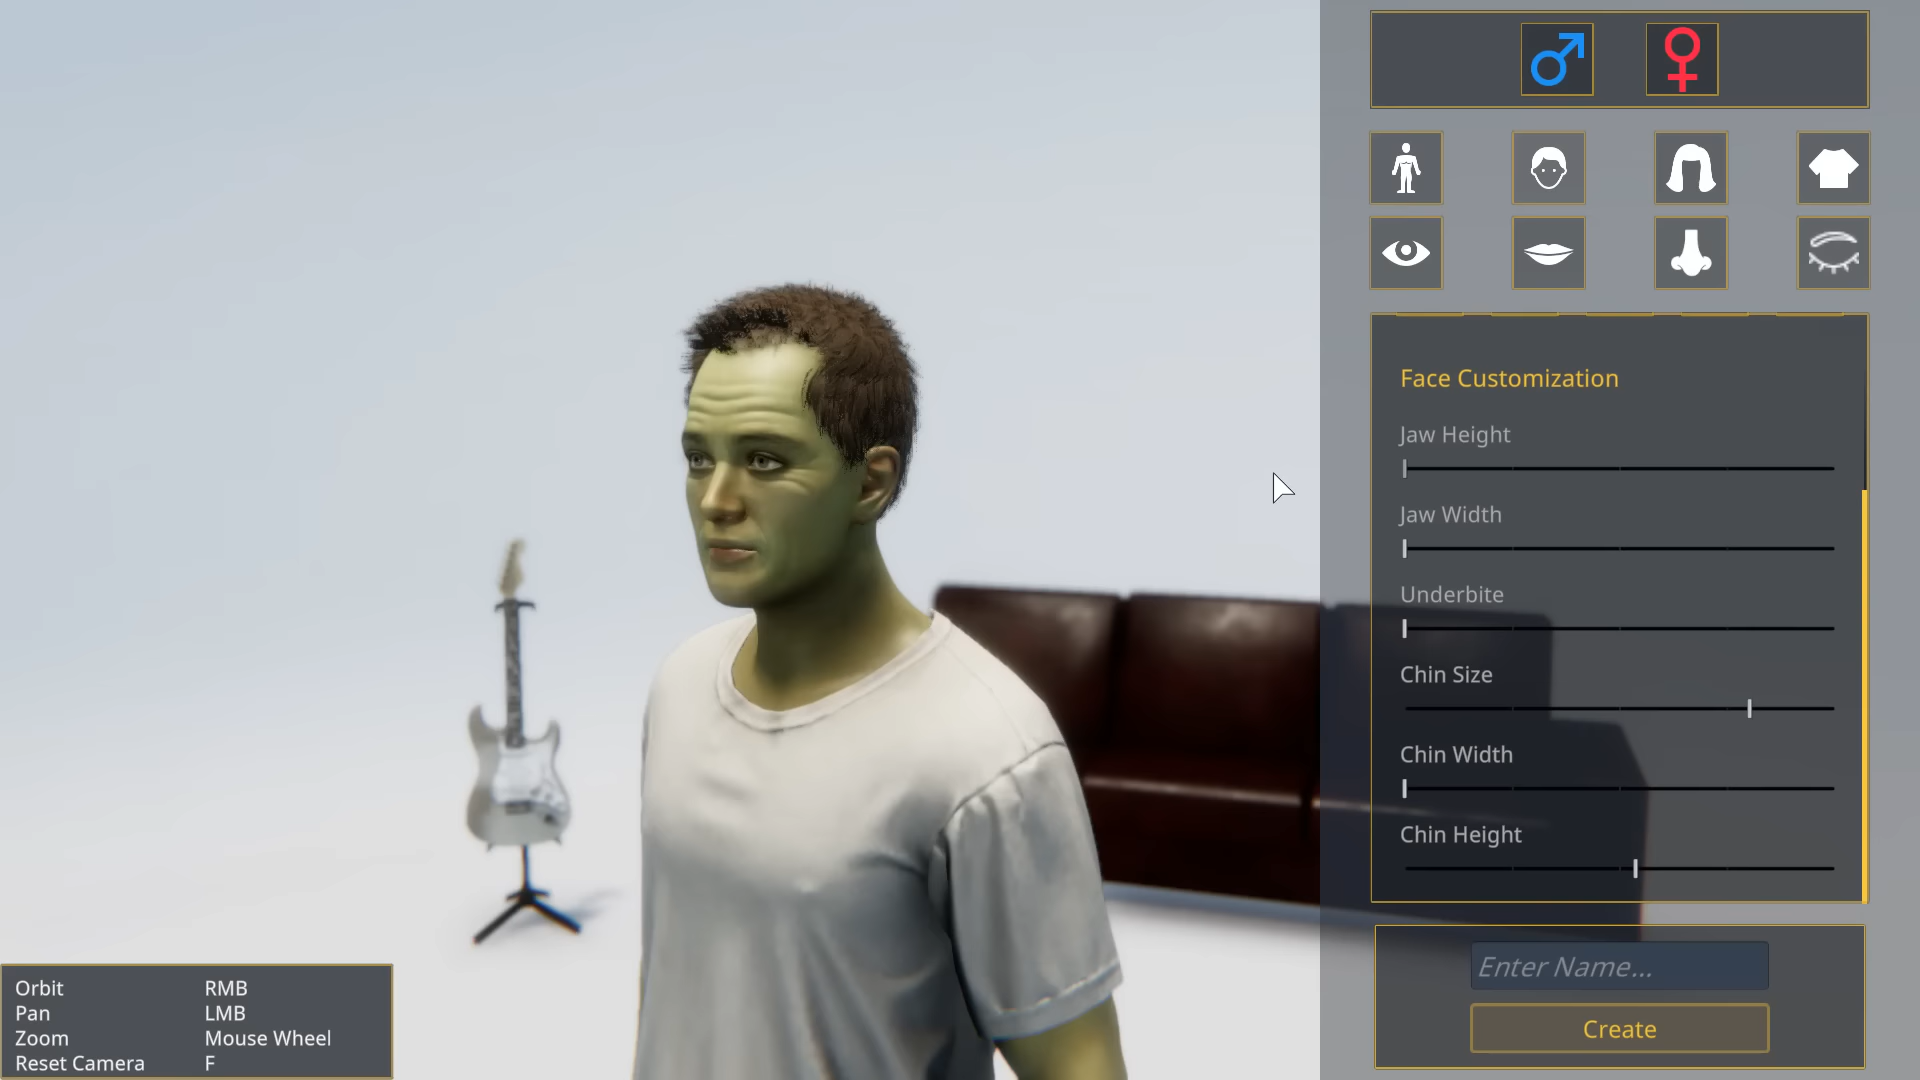 Face Customization
Jaw Height
Jaw Width
Underbite
Chin Size
Chin Width
Chin Height
Enter Name...
Create
Orbit RMB
Pan LMB
Zoom Mouse Wheel
Reset Camera F